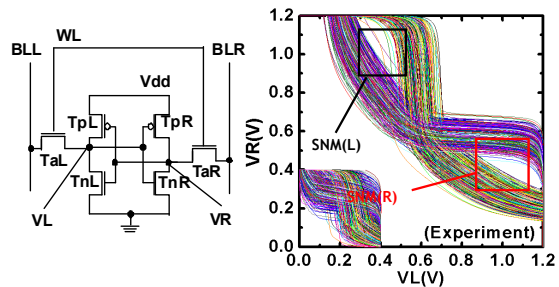 BLL
WL
BLR
Vdd
TpL
TpR
TaL
TaR
TnL
TnR
VL
VR
VR(V)
1.2
1.0
0.8
0.6
0.4
0.2
0.0
SNM(L)
SNM(R)
(Experiment)
0.0 0.2 0.4 0.6 0.8 1.0 1.2
VL(V)